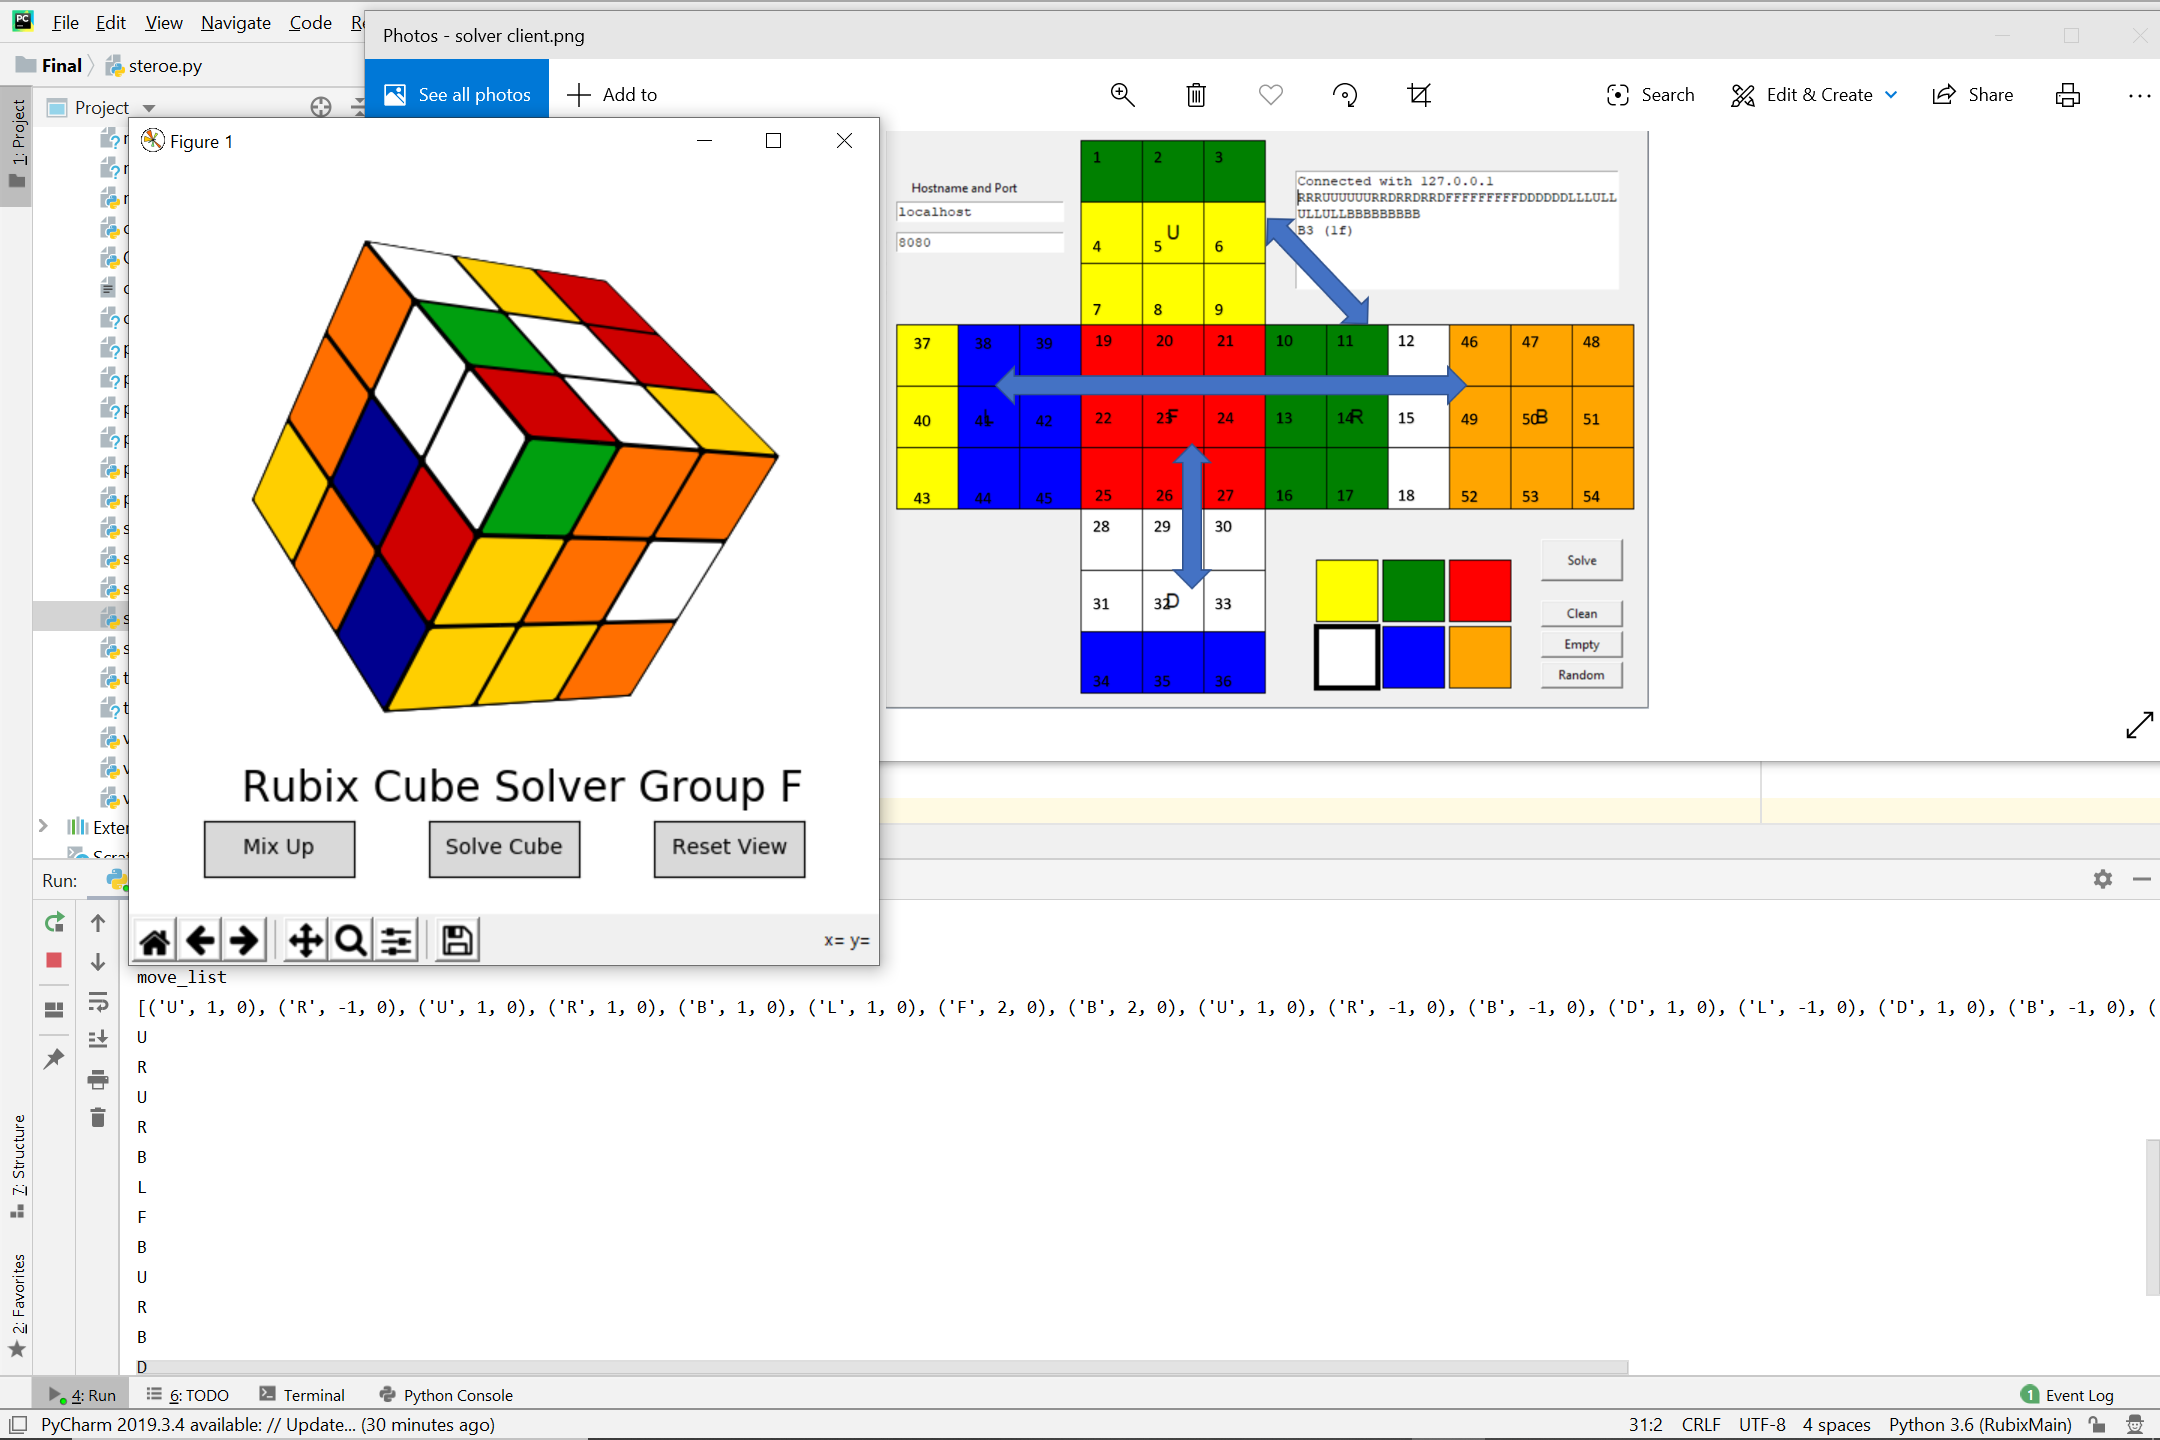 File Edit View Navigate Code
Photos - solver client.png
Final steroe.py
See all photos Add to Search Edit & Create Share
1: Project
Project
Figure 1
Hostname and Port
localhost
8080
Connected with 127.0.0.1
RRRUUUUUURRDRRDRRDFFFFFFFFFDDDDDDLLLULL
ULLULLBBBBBBBBB
B3 (1f)
1 2 3
U
4 5 6
7 8 9
37 38 39 19 20 21 10 11 12 46 47 48
40 41 L 42 22 23 F 24 13 14 R 15 49 50 B 51
43 44 45 25 26 27 16 17 18 52 53 54
28 29 30
31 32 D 33
34 35 36
Solve
Clean
Empty
Random
Rubix Cube Solver Group F
Mix Up Solve Cube Reset View
x= y=
Run:
move_list
[('U', 1, 0), ('R', -1, 0), ('U', 1, 0), ('R', 1, 0), ('B', 1, 0), ('L', 1, 0), ('F', 2, 0), ('B', 2, 0), ('U', 1, 0), ('R', -1, 0), ('B', -1, 0), ('D', 1, 0), ('L', -1, 0), ('D', 1, 0), ('B', -1, 0), (
U
R
U
R
B
L
F
B
U
R
B
D
7: Structure
2: Favorites
4: Run 6: TODO Terminal Python Console 1 Event Log
PyCharm 2019.3.4 available: // Update... (30 minutes ago) 31:2 CRLF UTF-8 4 spaces Python 3.6 (RubixMain)